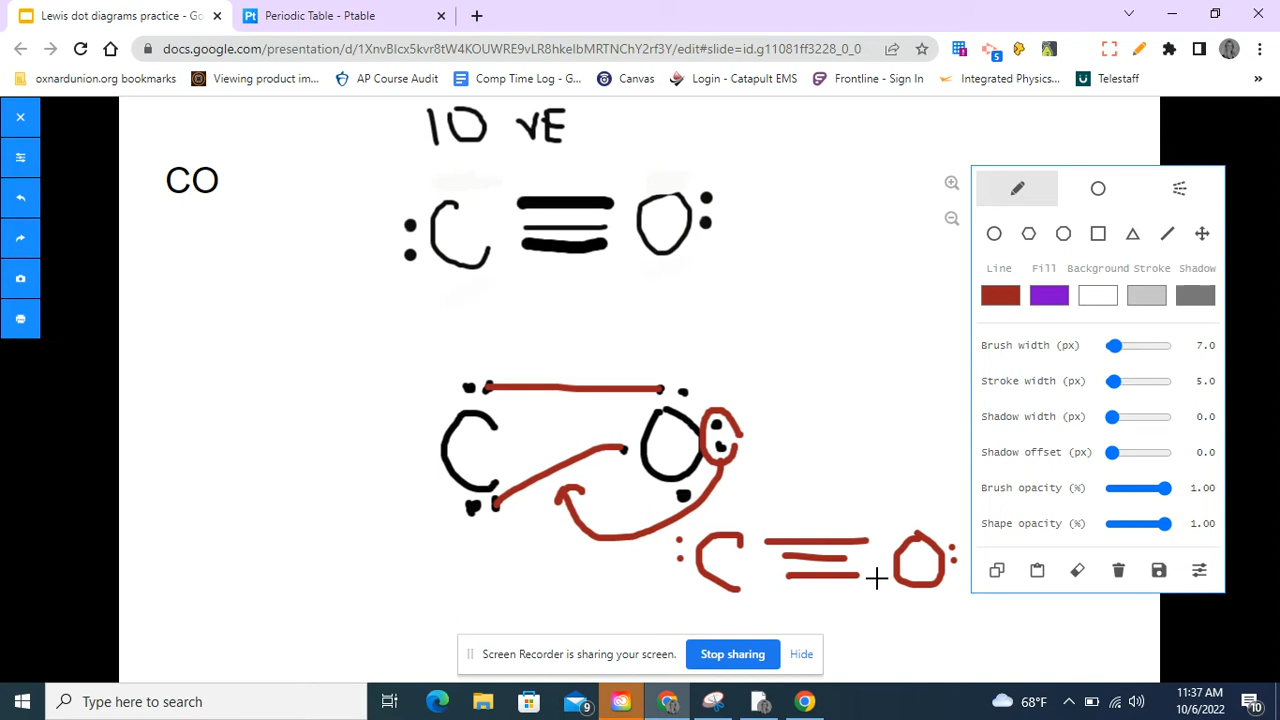 Lewis dot diagrams practice - Go
Pt Periodic Table - Ptable
docs.google.com/presentation/d/1XnvBlcx5kvr8tW4KOUWRE9vLR8hkelbMRTNChY2rf3Y/edit#slide=id.g11081ff3228_0_0
5
oxnardunion.org bookmarks Viewing product im... AP Course Audit Comp Time Log - G... Canvas Login - Catapult EMS Frontline - Sign In Integrated Physics... Telestaff »
10 VE
CO
:C≡O:
Line Fill Background Stroke Shadow
Brush width (px) 7.0
Stroke width (px) 5.0
Shadow width (px) 0.0
Shadow offset (px) 0.0
Brush opacity (%) 1.00
Shape opacity (%) 1.00
C O
:C≡O:
Screen Recorder is sharing your screen. Stop sharing Hide
Type here to search 9 68°F 11:37 AM
10/6/2022 10